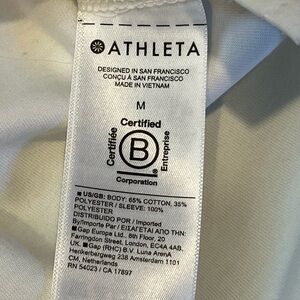 ATHLETA
DESIGNED IN SAN FRANCISCO
CONÇU À SAN FRANCISCO
MADE IN VIETNAM
M
Certified
Certifiée
B
Entreprise
Corporation
■ US/GB: BODY: 65% COTTON, 35%
POLYESTER / SLEEVE: 100%
POLYESTER
DISTRIBUIDO POR / Imported
By/Importe Par / ΕΙΣΑΓΕΤΑΙ ΑΠΟ ΤΗΝ:
■ Gap Europe Ltd., 6th Floor, 20
Farringdon Street, London, EC4A 4AB,
UK. ■ Gap (RHC) B.V. Luna ArenA
Herikerbergweg 238 Amsterdam 1101
CM, Netherlands
RN 54023 / CA 17897